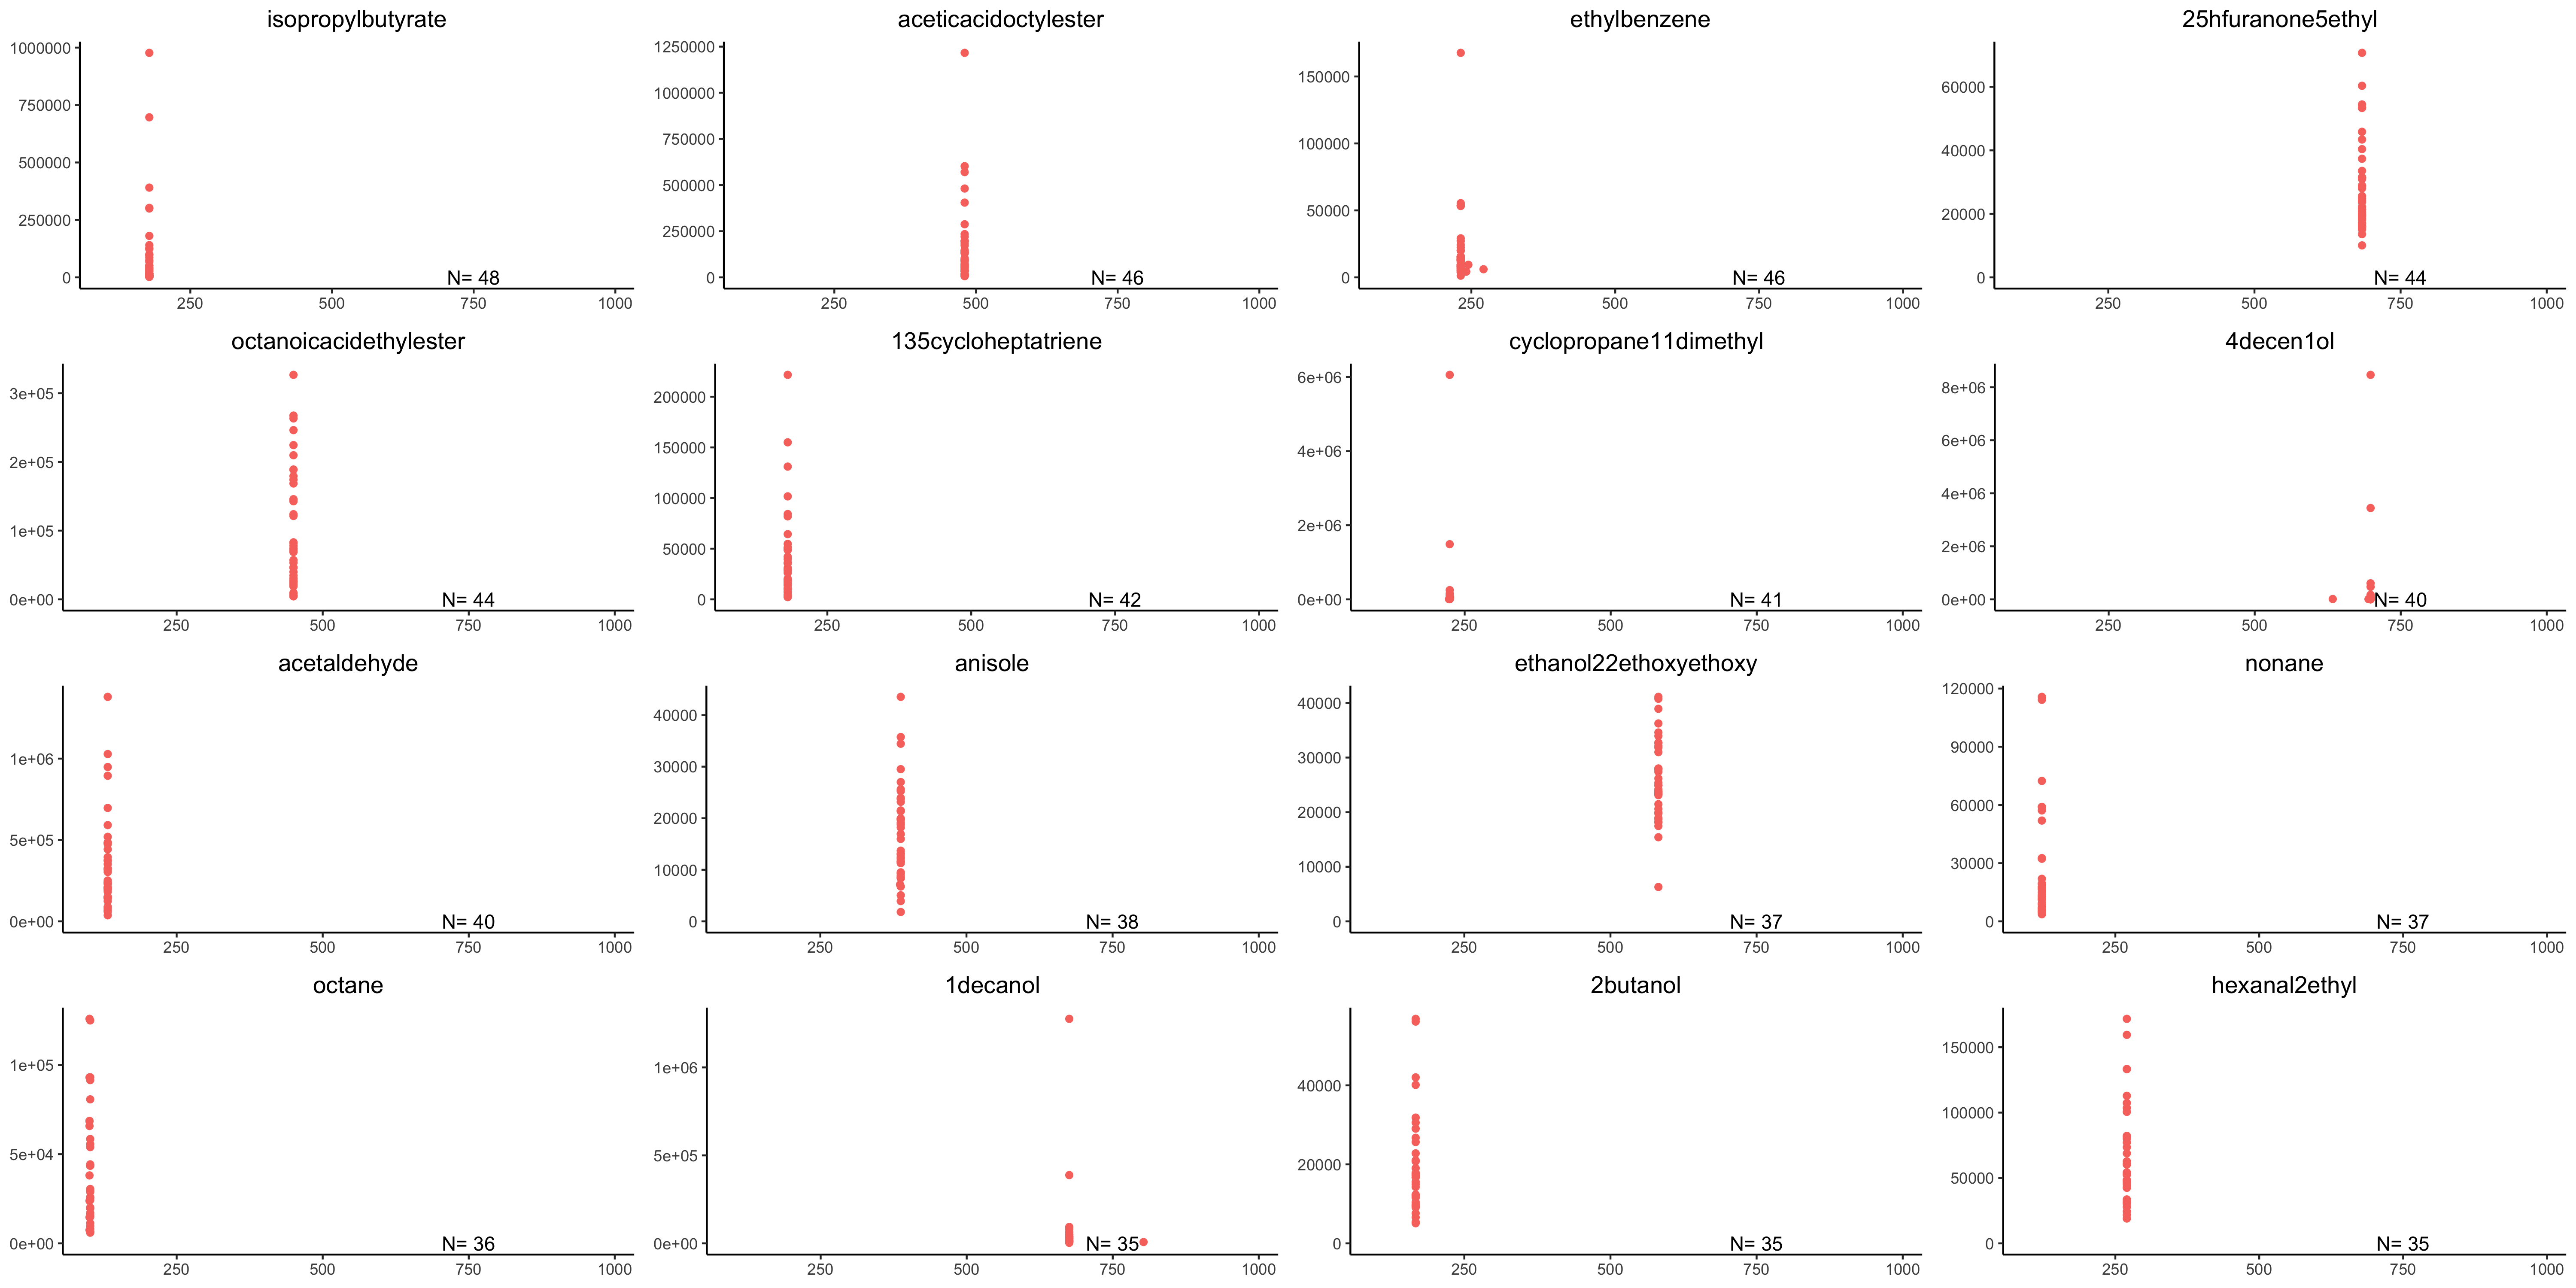 isopropylbutyrate
1000000
750000
500000
250000
0
N= 48
250 500 750 1000
aceticacidoctylester
1250000
1000000
750000
500000
250000
0
N= 46
250 500 750 1000
ethylbenzene
150000
100000
50000
0
N= 46
250 500 750 1000
25hfuranone5ethyl
60000
40000
20000
0
N= 44
250 500 750 1000
octanoicacidethylester
3e+05
2e+05
1e+05
0e+00
N= 44
250 500 750 1000
135cycloheptatriene
200000
150000
100000
50000
0
N= 42
250 500 750 1000
cyclopropane11dimethyl
6e+06
4e+06
2e+06
0e+00
N= 41
250 500 750 1000
4decen1ol
8e+06
6e+06
4e+06
2e+06
0e+00
N= 40
250 500 750 1000
acetaldehyde
1e+06
5e+05
0e+00
N= 40
250 500 750 1000
anisole
40000
30000
20000
10000
0
N= 38
250 500 750 1000
ethanol22ethoxyethoxy
40000
30000
20000
10000
0
N= 37
250 500 750 1000
nonane
120000
90000
60000
30000
0
N= 37
250 500 750 1000
octane
1e+05
5e+04
0e+00
N= 36
250 500 750 1000
1decanol
1e+06
5e+05
0e+00
N= 35
250 500 750 1000
2butanol
40000
20000
0
N= 35
250 500 750 1000
hexanal2ethyl
150000
100000
50000
0
N= 35
250 500 750 1000